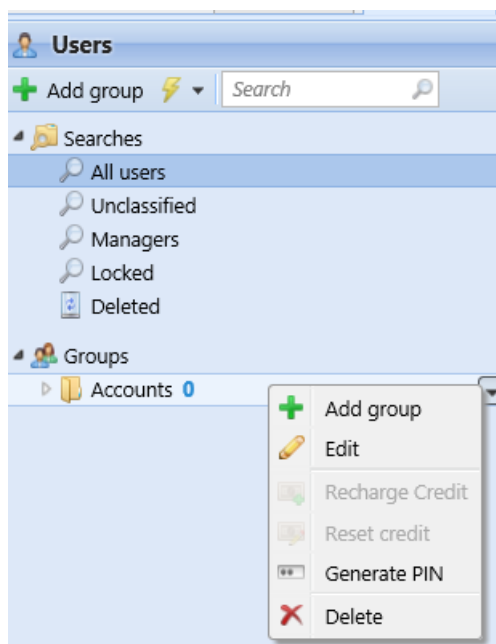 Users
Add group
Search
Searches
All users
Unclassified
Managers
Locked
Deleted
Groups
Accounts 0
Add group
Edit
Recharge Credit
Reset credit
Generate PIN
Delete